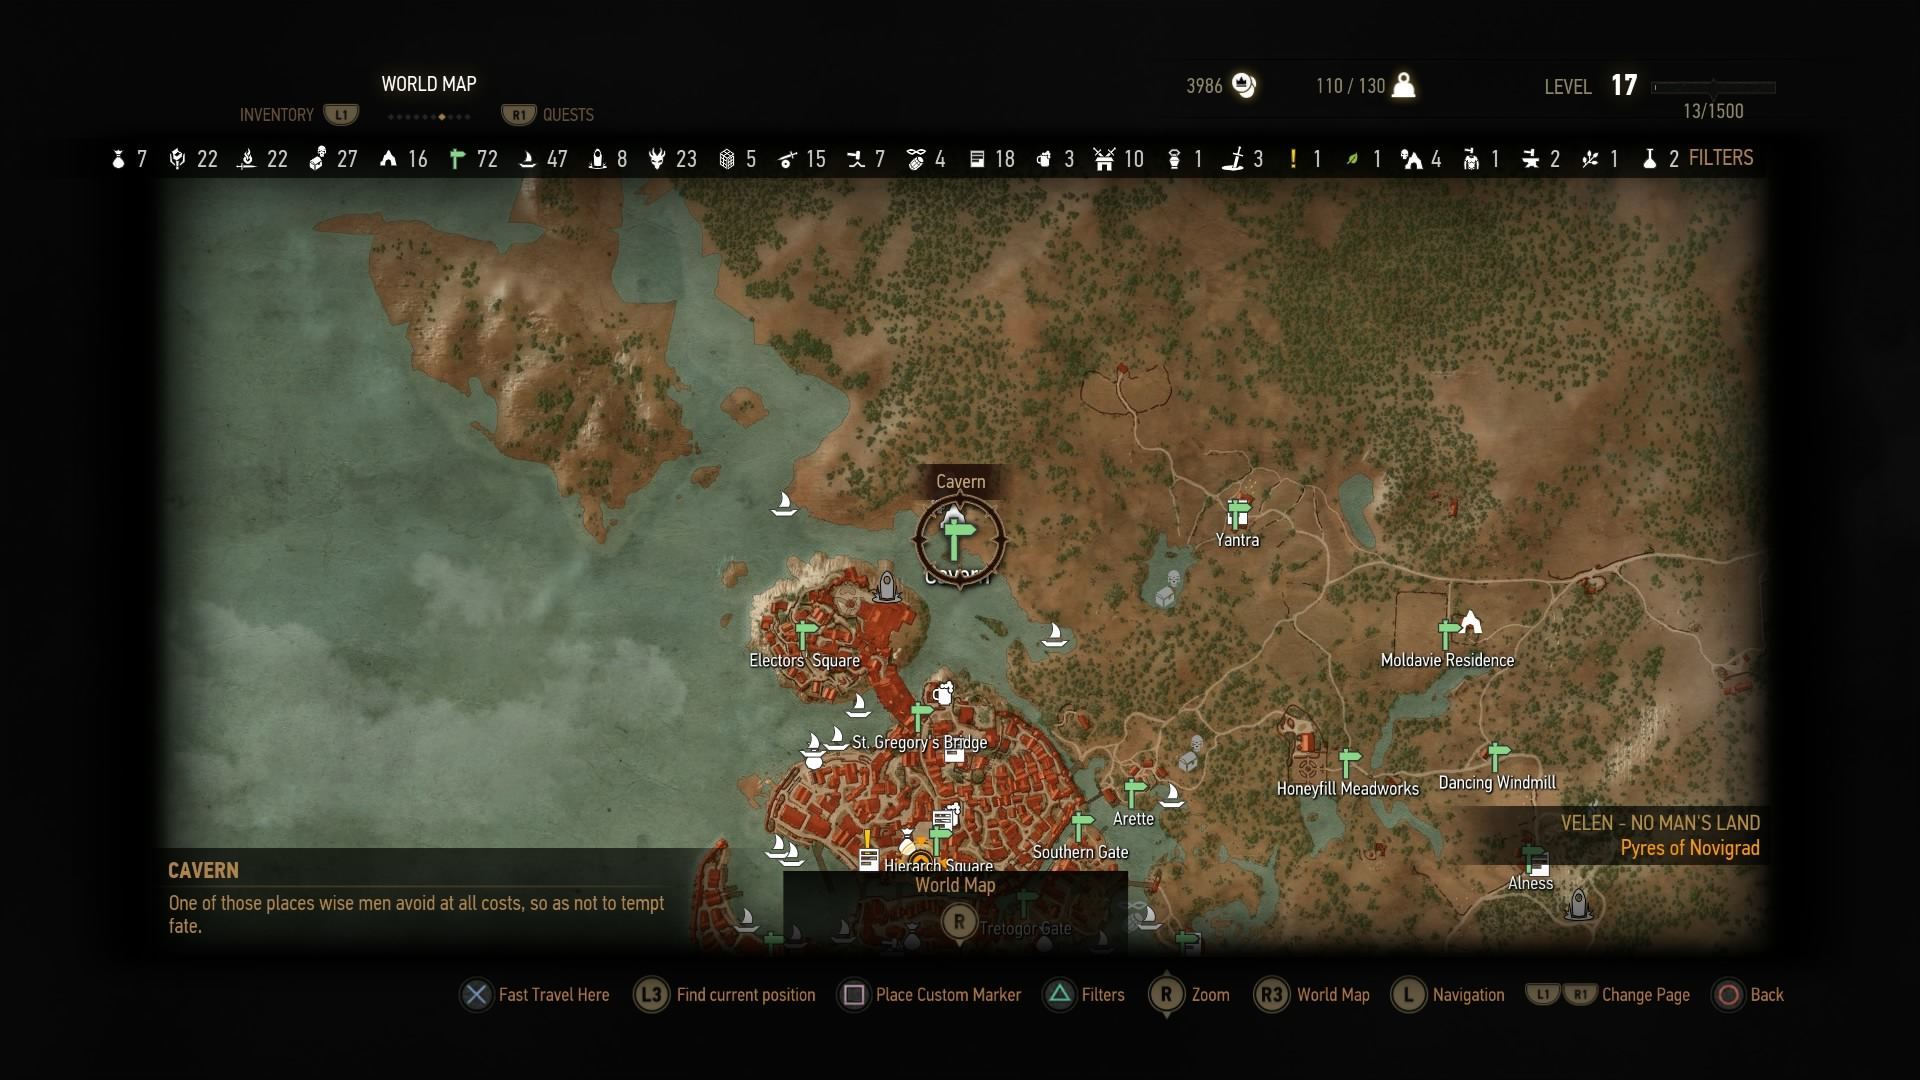 WORLD MAP
3986
110 / 130
LEVEL 17
INVENTORY L1
R1 QUESTS
13/1500
7 22 22 27 16 72 47 8 23 5 15 7 4 18 3 10 1 3 1 1 4 1 2 1 2 FILTERS
Cavern
Yantra
Cavern
Electors' Square
Moldavie Residence
St. Gregory's Bridge
Honeyfill Meadworks
Dancing Windmill
Arette
Southern Gate
Hierarch Square
VELEN - NO MAN'S LAND
Pyres of Novigrad
Alness
CAVERN
One of those places wise men avoid at all costs, so as not to tempt
fate.
World Map
R
Tretogor Gate
Fast Travel Here L3 Find current position Place Custom Marker Filters R Zoom R3 World Map L Navigation L1 R1 Change Page Back